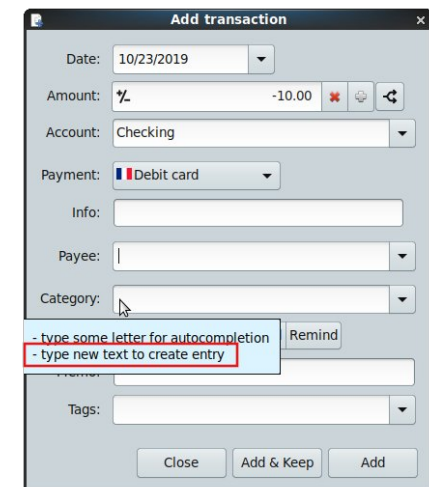 Add transaction
Date: 10/23/2019
Amount: -10.00
Account: Checking
Payment: Debit card
Info:
Payee:
Category:
- type some letter for autocompletion
Remind
- type new text to create entry
Tags:
Close Add & Keep Add